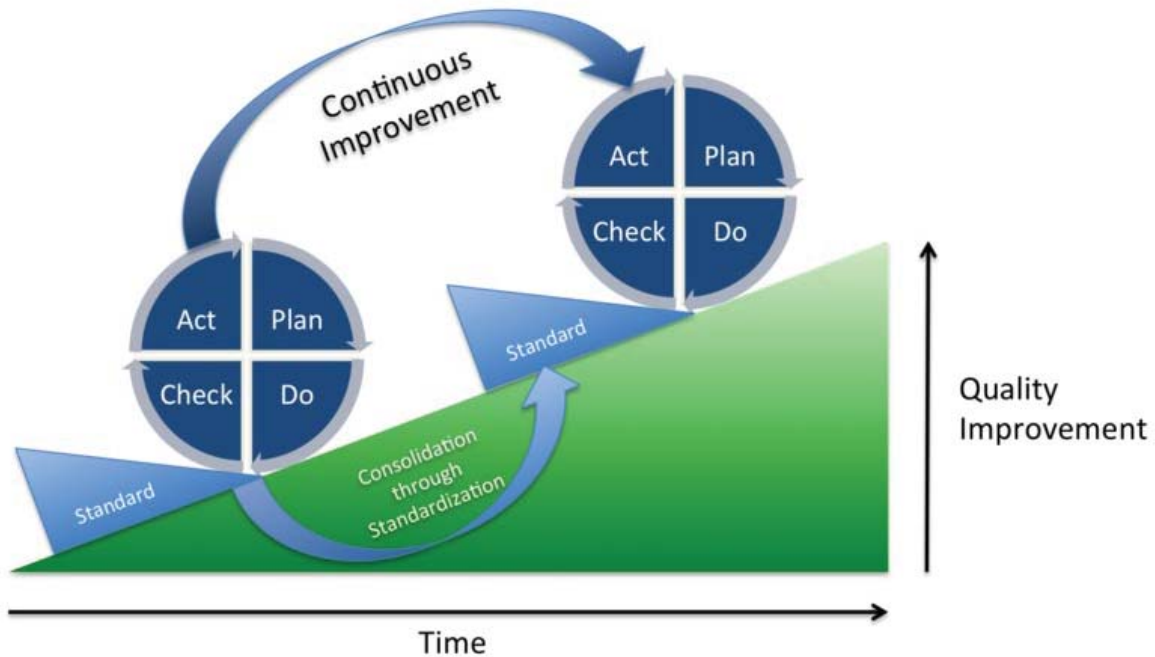 Continuous
Improvement
Act
Plan
Check
Do
Act
Plan
Check
Do
Standard
Standard
Consolidation
through
Standardization
Quality
Improvement
Time